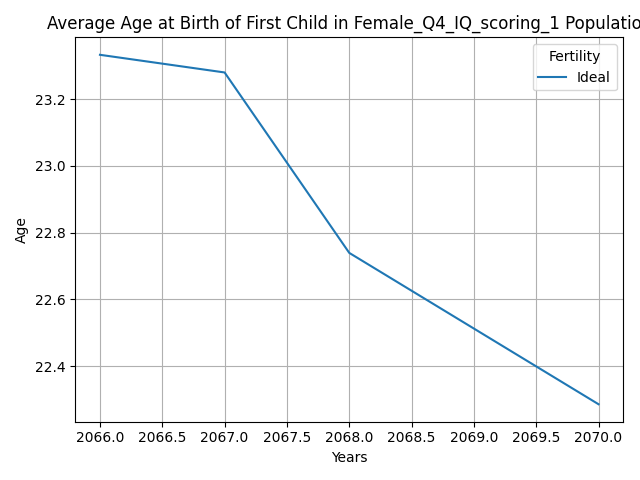 Average Age at Birth of First Child in Female_Q4_IQ_scoring_1 Populatio
Fertility
Ideal
23.2
23.0
22.8
22.6
22.4
Age
2066.0 2066.5 2067.0 2067.5 2068.0 2068.5 2069.0 2069.5 2070.0
Years